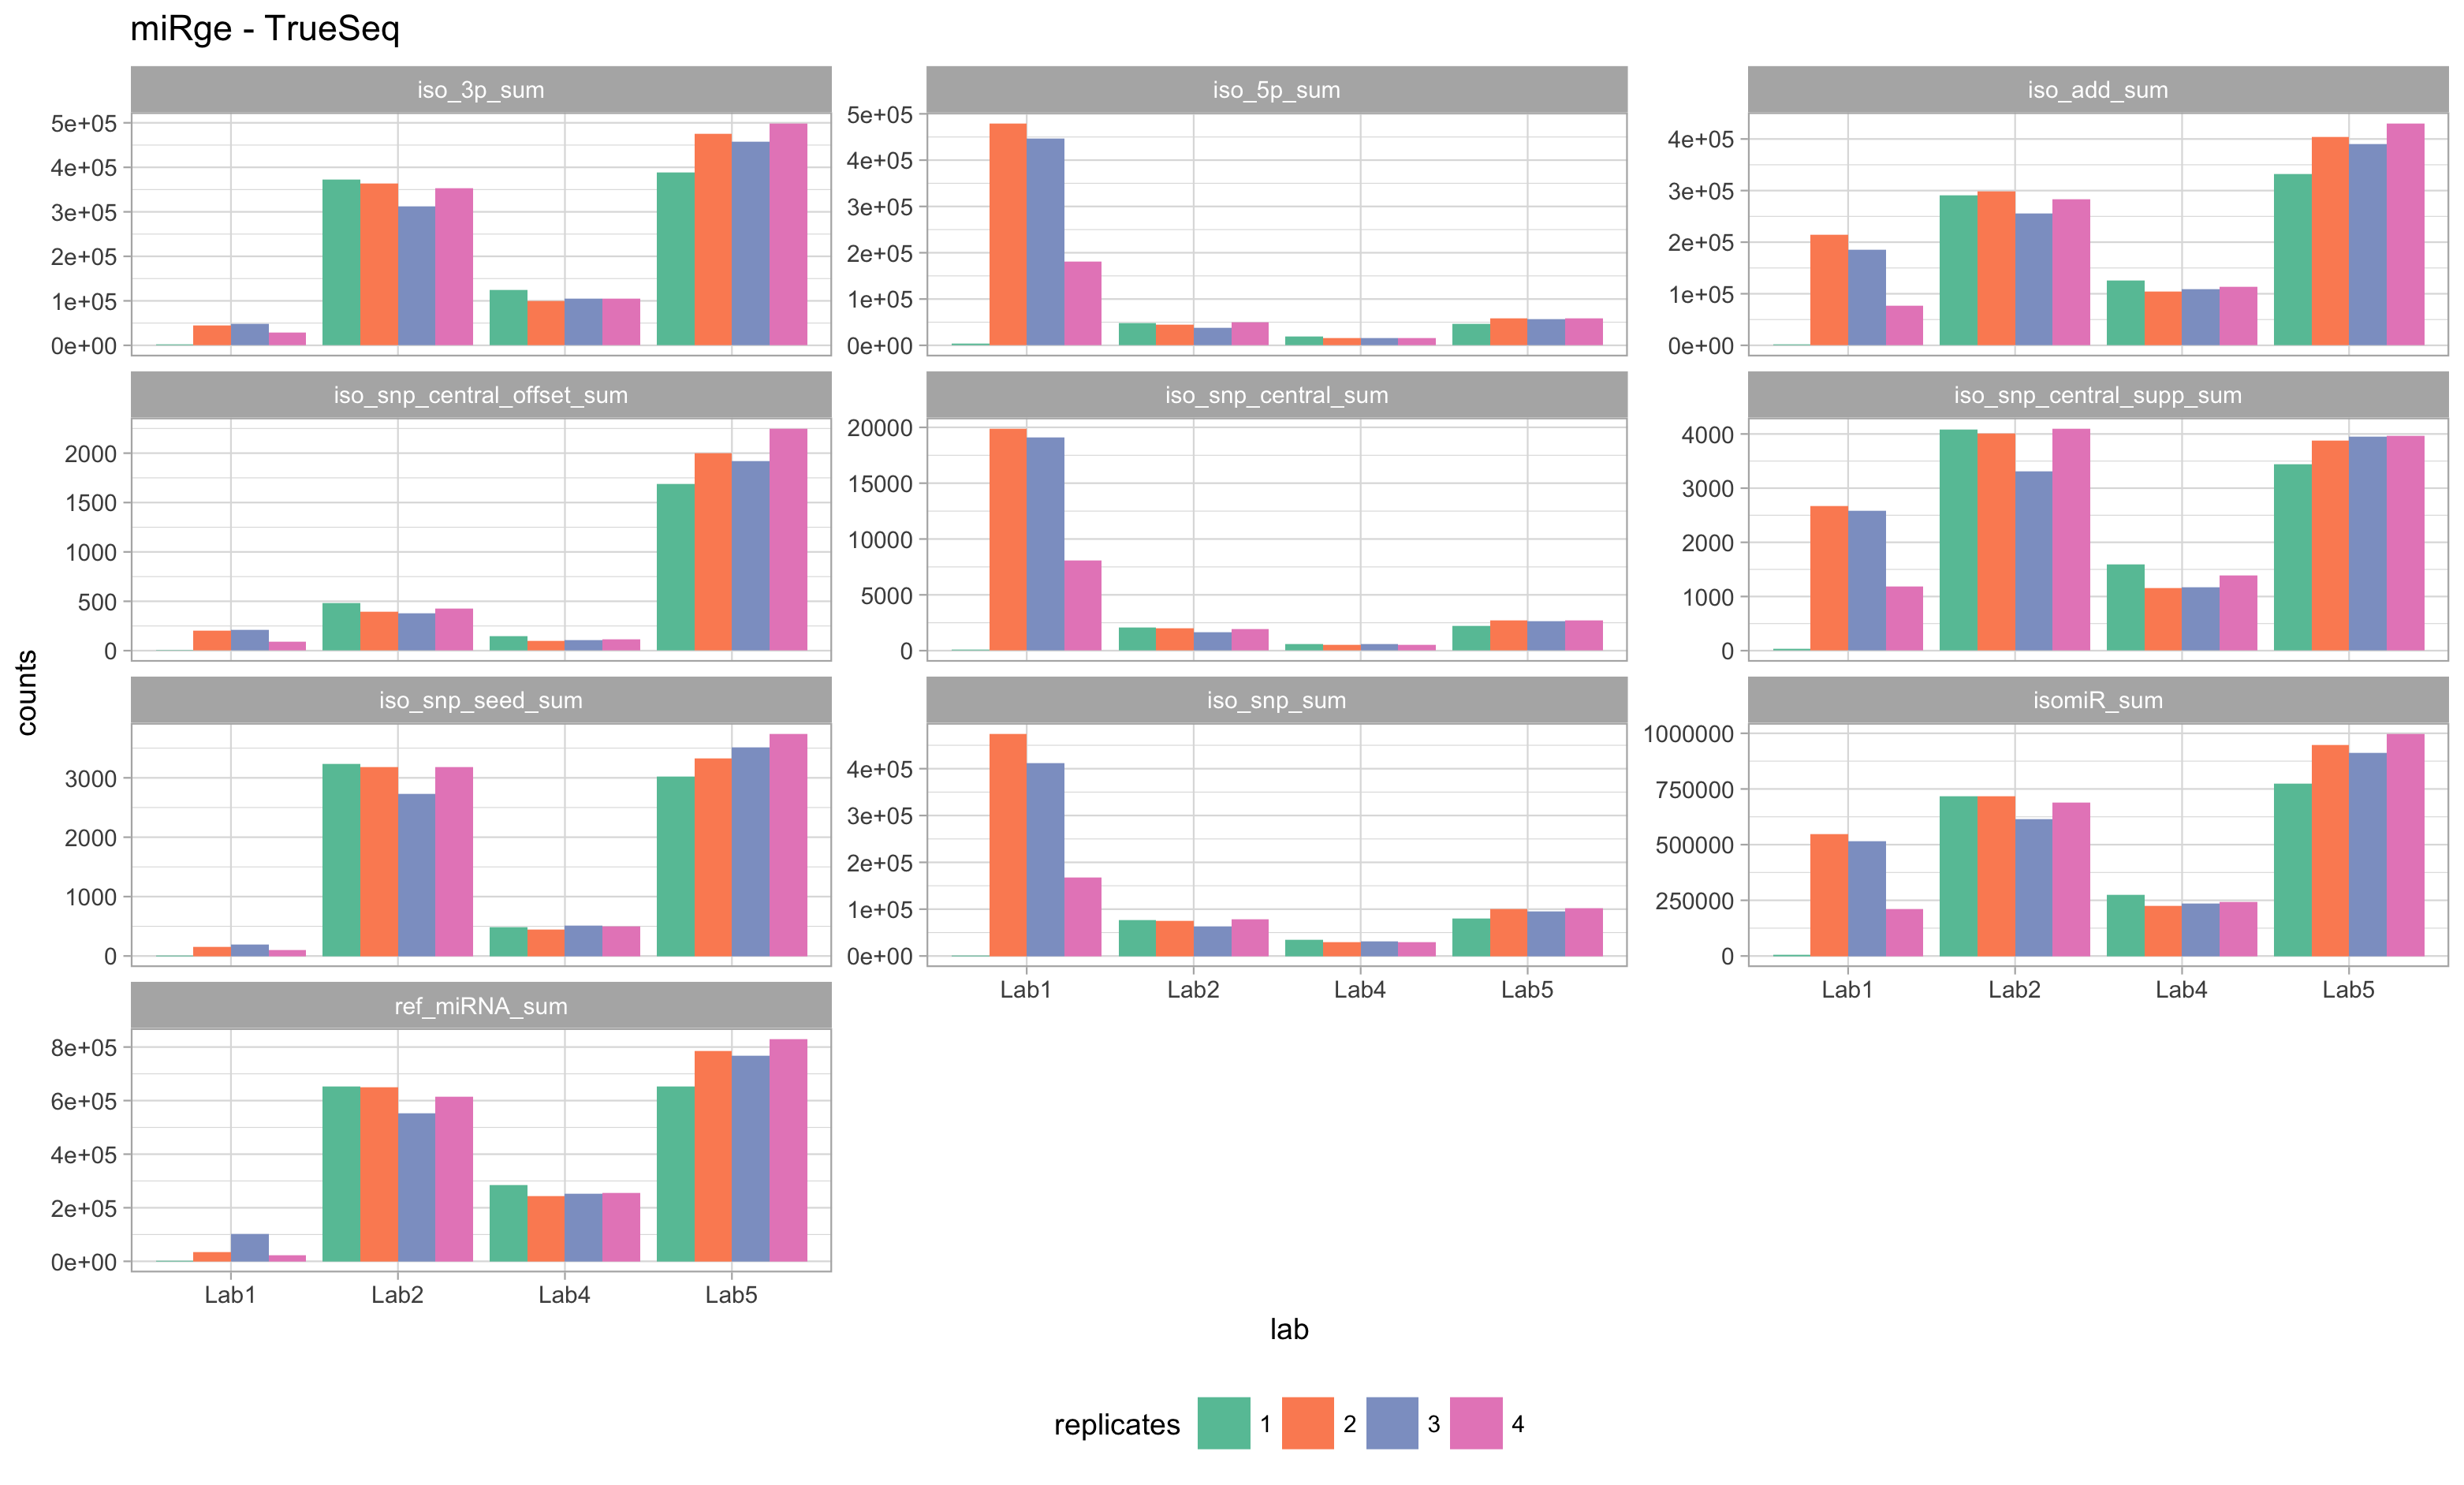 miRge - TrueSeq
iso_3p_sum
iso_5p_sum
iso_add_sum
5e+05
4e+05
3e+05
2e+05
1e+05
0e+00
5e+05
4e+05
3e+05
2e+05
1e+05
0e+00
4e+05
3e+05
2e+05
1e+05
0e+00
iso_snp_central_offset_sum
iso_snp_central_sum
iso_snp_central_supp_sum
2000
1500
1000
500
0
20000
15000
10000
5000
0
4000
3000
2000
1000
0
iso_snp_seed_sum
iso_snp_sum
isomiR_sum
3000
2000
1000
0
4e+05
3e+05
2e+05
1e+05
0e+00
1000000
750000
500000
250000
0
Lab1 Lab2 Lab4 Lab5
Lab1 Lab2 Lab4 Lab5
ref_miRNA_sum
8e+05
6e+05
4e+05
2e+05
0e+00
Lab1 Lab2 Lab4 Lab5
counts
lab
replicates 1 2 3 4